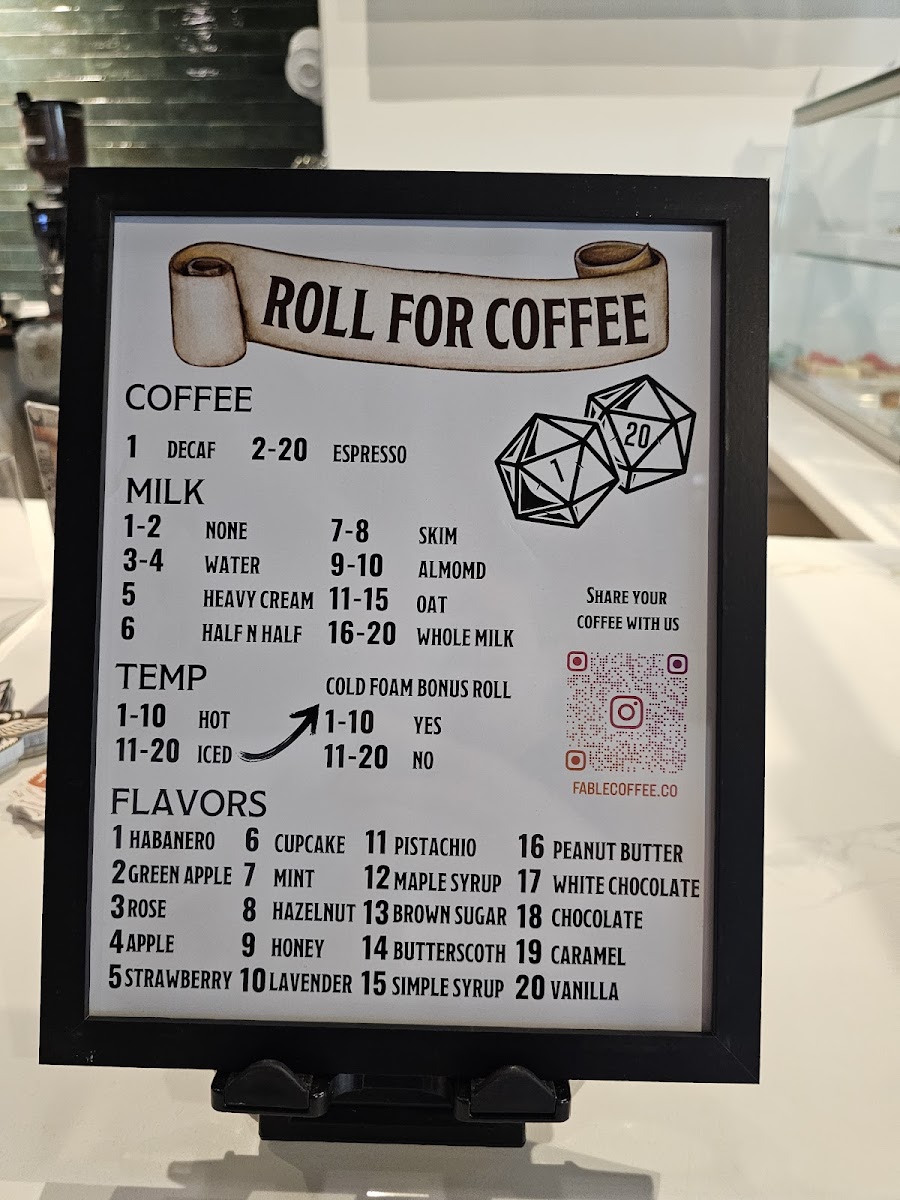 ROLL FOR COFFEE
COFFEE
1 DECAF 2-20 ESPRESSO
1
20
MILK
1-2 NONE 7-8 SKIM
3-4 WATER 9-10 ALMOMD
5 HEAVY CREAM 11-15 OAT
6 HALF N HALF 16-20 WHOLE MILK
SHARE YOUR
COFFEE WITH US
FABLECOFFEE.CO
TEMP
1-10 HOT
11-20 ICED
COLD FOAM BONUS ROLL
1-10 YES
11-20 NO
FLAVORS
1 HABANERO 6 CUPCAKE 11 PISTACHIO 16 PEANUT BUTTER
2 GREEN APPLE 7 MINT 12 MAPLE SYRUP 17 WHITE CHOCOLATE
3 ROSE 8 HAZELNUT 13 BROWN SUGAR 18 CHOCOLATE
4 APPLE 9 HONEY 14 BUTTERSCOTH 19 CARAMEL
5 STRAWBERRY 10 LAVENDER 15 SIMPLE SYRUP 20 VANILLA